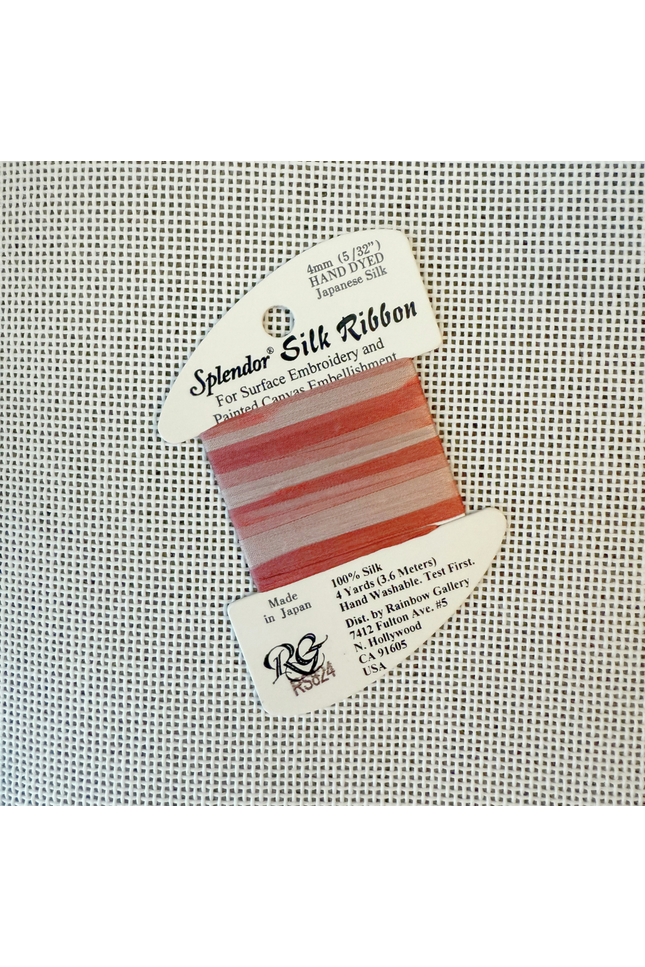 4mm (5/32")
HAND DYED
Japanese Silk
Splendor® Silk Ribbon
For Surface Embroidery and
Painted Canvas Embellishment
Made
in Japan
100% Silk
4 Yards (3.6 Meters)
Hand Washable. Test First.
Dist. by Rainbow Gallery
7412 Fulton Ave. #5
N. Hollywood
CA 91605
USA
RG
RS824